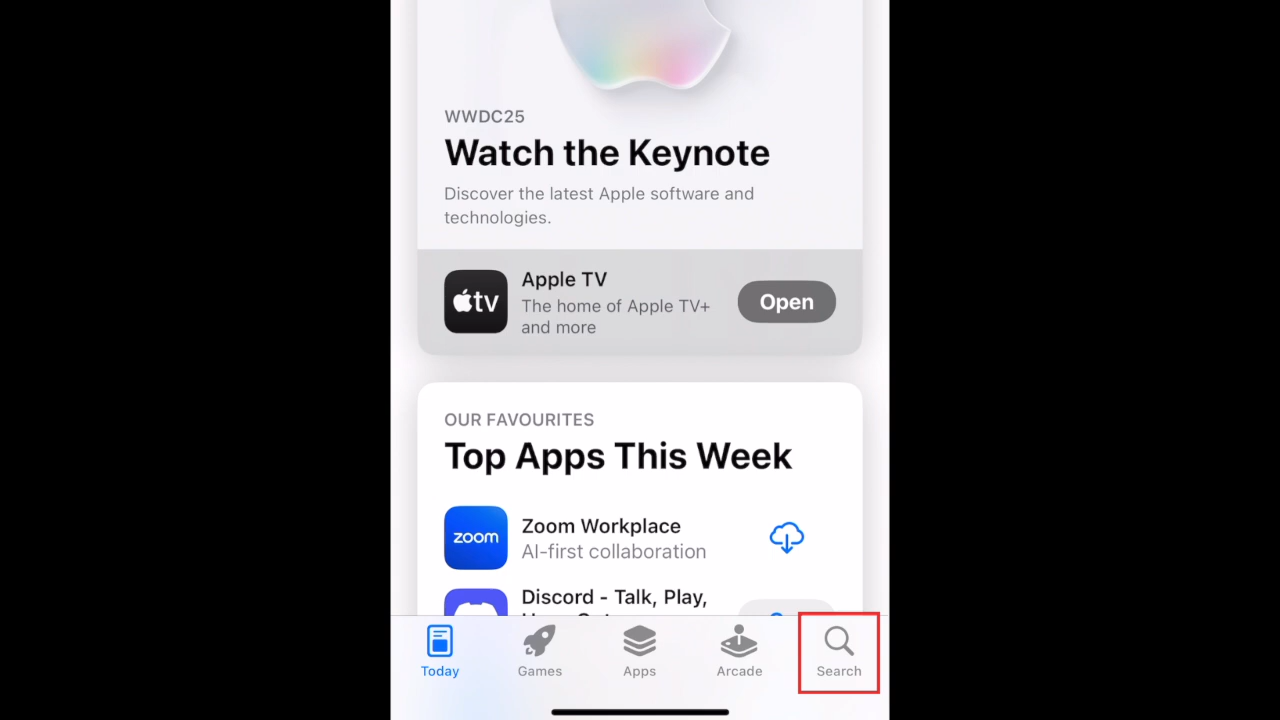 WWDC25
Watch the Keynote
Discover the latest Apple software and
technologies.
tv
Apple TV
The home of Apple TV+
and more
Open
OUR FAVOURITES
Top Apps This Week
zoom
Zoom Workplace
AI-first collaboration
Discord - Talk, Play,
Today
Games
Apps
Arcade
Search